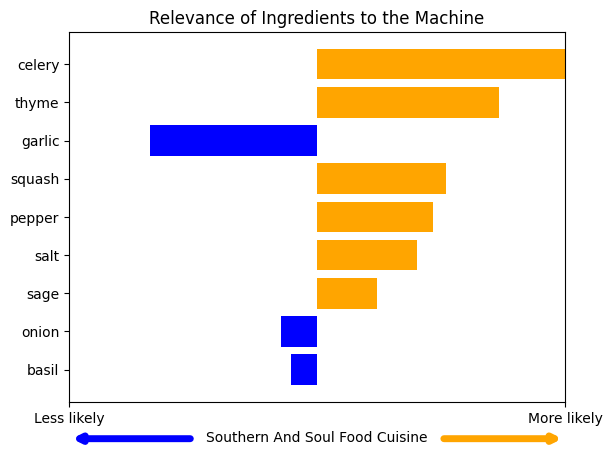 Relevance of Ingredients to the Machine
celery
thyme
garlic
squash
pepper
salt
sage
onion
basil
Less likely
More likely
Southern And Soul Food Cuisine